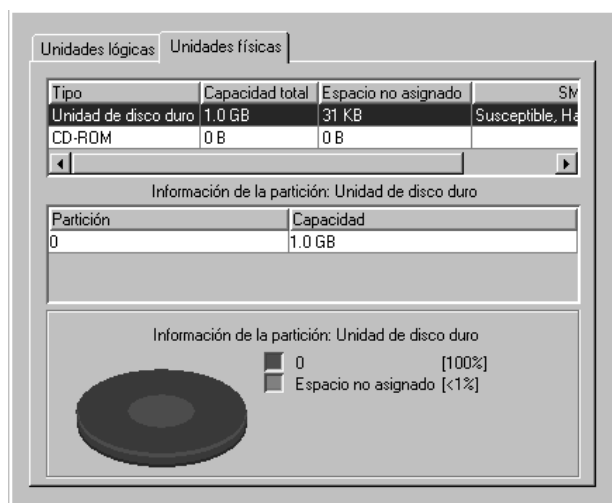 Unidades lógicas Unidades físicas
Tipo Capacidad total Espacio no asignado SM
Unidad de disco duro 1.0 GB 31 KB Susceptible, Ha
CD-ROM 0 B 0 B
Información de la partición: Unidad de disco duro
Partición Capacidad
0 1.0 GB
Información de la partición: Unidad de disco duro
0 [100%]
Espacio no asignado [<1%]